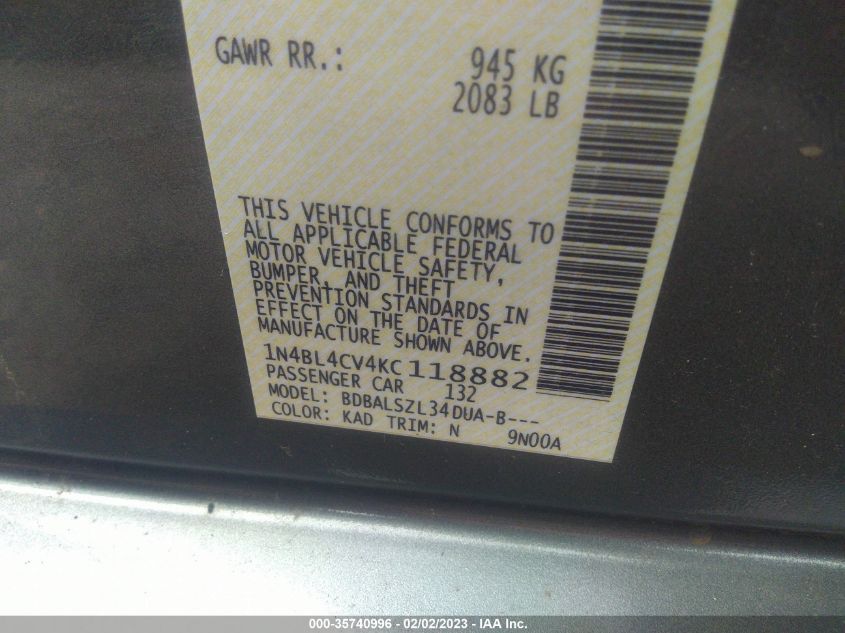 GAWR RR.: 945 KG
2083 LB
THIS VEHICLE CONFORMS TO
ALL APPLICABLE FEDERAL
MOTOR VEHICLE SAFETY,
BUMPER, AND THEFT
PREVENTION STANDARDS IN
EFFECT ON THE DATE OF
MANUFACTURE SHOWN ABOVE.
1N4BL4CV4KC118882
PASSENGER CAR 132
MODEL: BDBALSZL34DUA-B---
COLOR: KAD TRIM: N 9N00A
000-35740996 - 02/02/2023 - IAA Inc.